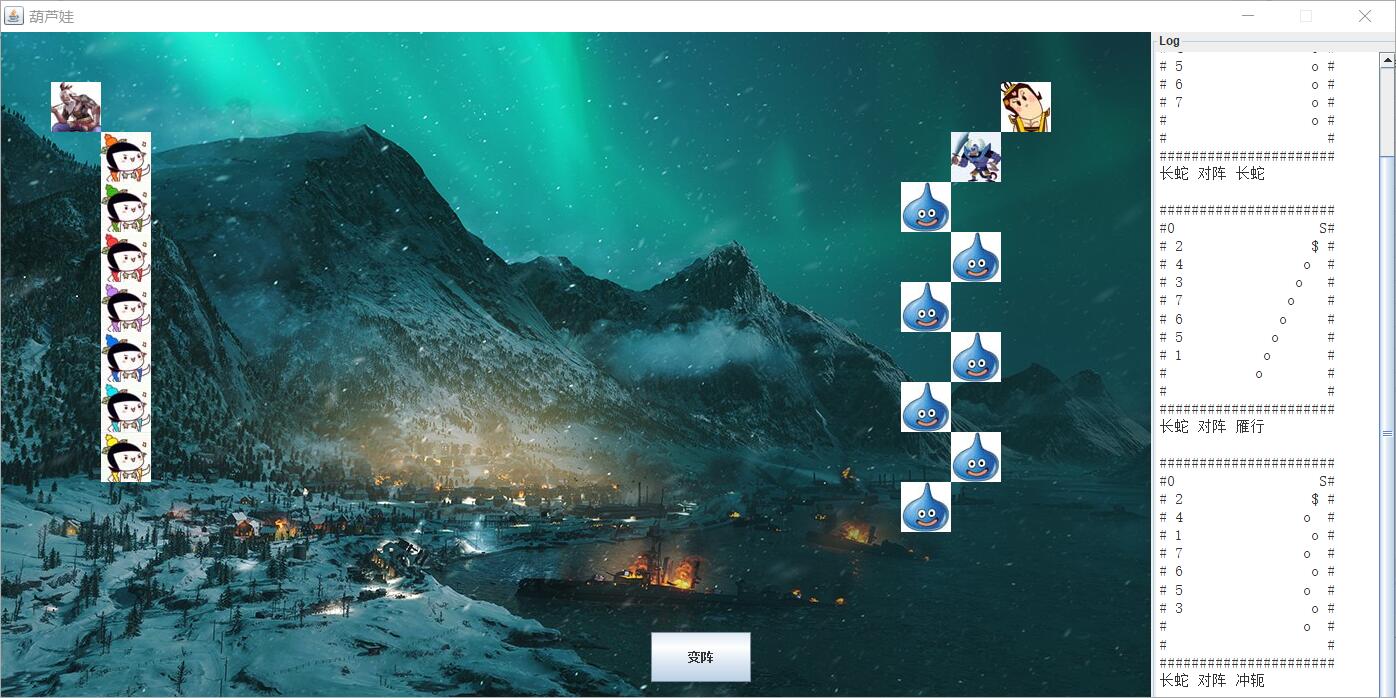 葫芦娃
Log
# 5                 o #
# 6                 o #
# 7                 o #
#                   o #
#                     #
######################
长蛇 对阵 长蛇
######################
#0                   S#
# 2                 $ #
# 4                o  #
# 3               o   #
# 7              o    #
# 6             o     #
# 5            o      #
# 1           o       #
#            o        #
#                     #
######################
长蛇 对阵 雁行
######################
#0                   S#
# 2                 $ #
# 4                o  #
# 1                 o #
# 7                o  #
# 6                 o #
# 5                o  #
# 3                 o #
#                  o  #
#                     #
######################
长蛇 对阵 冲轭
变阵